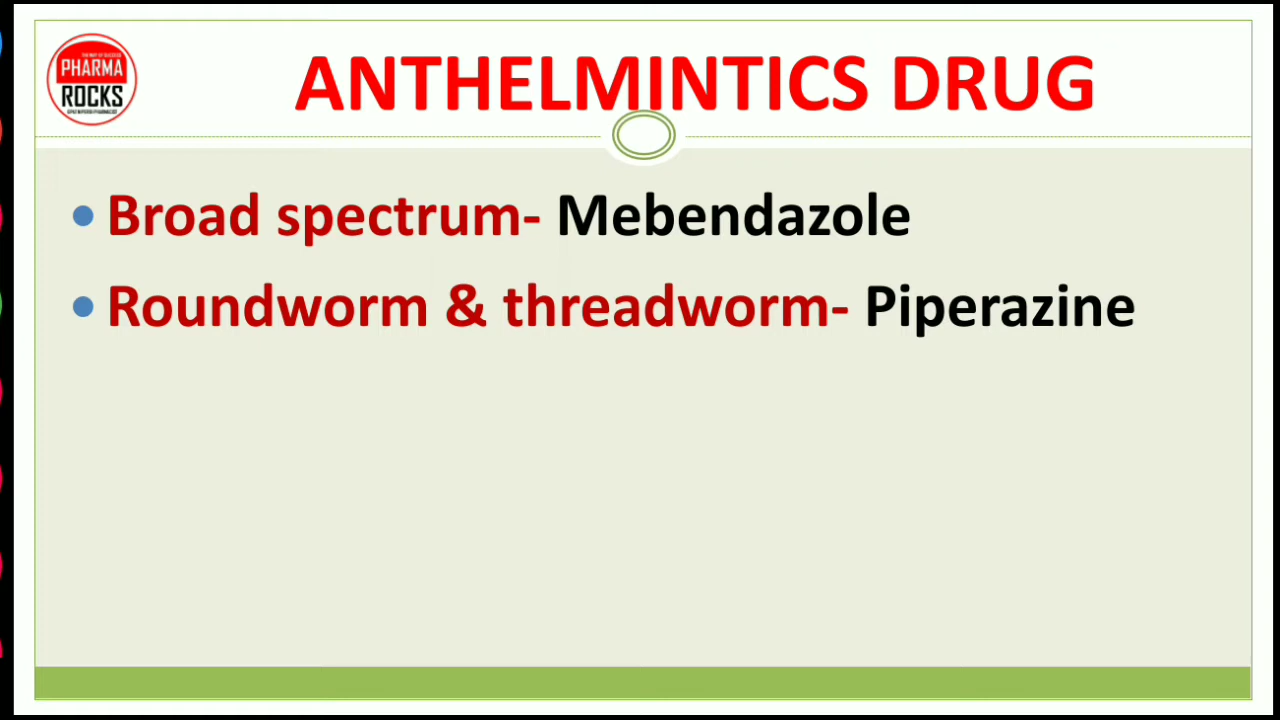 PHARMA
ROCKS
ANTHELMINTICS DRUG
Broad spectrum- Mebendazole
Roundworm & threadworm- Piperazine